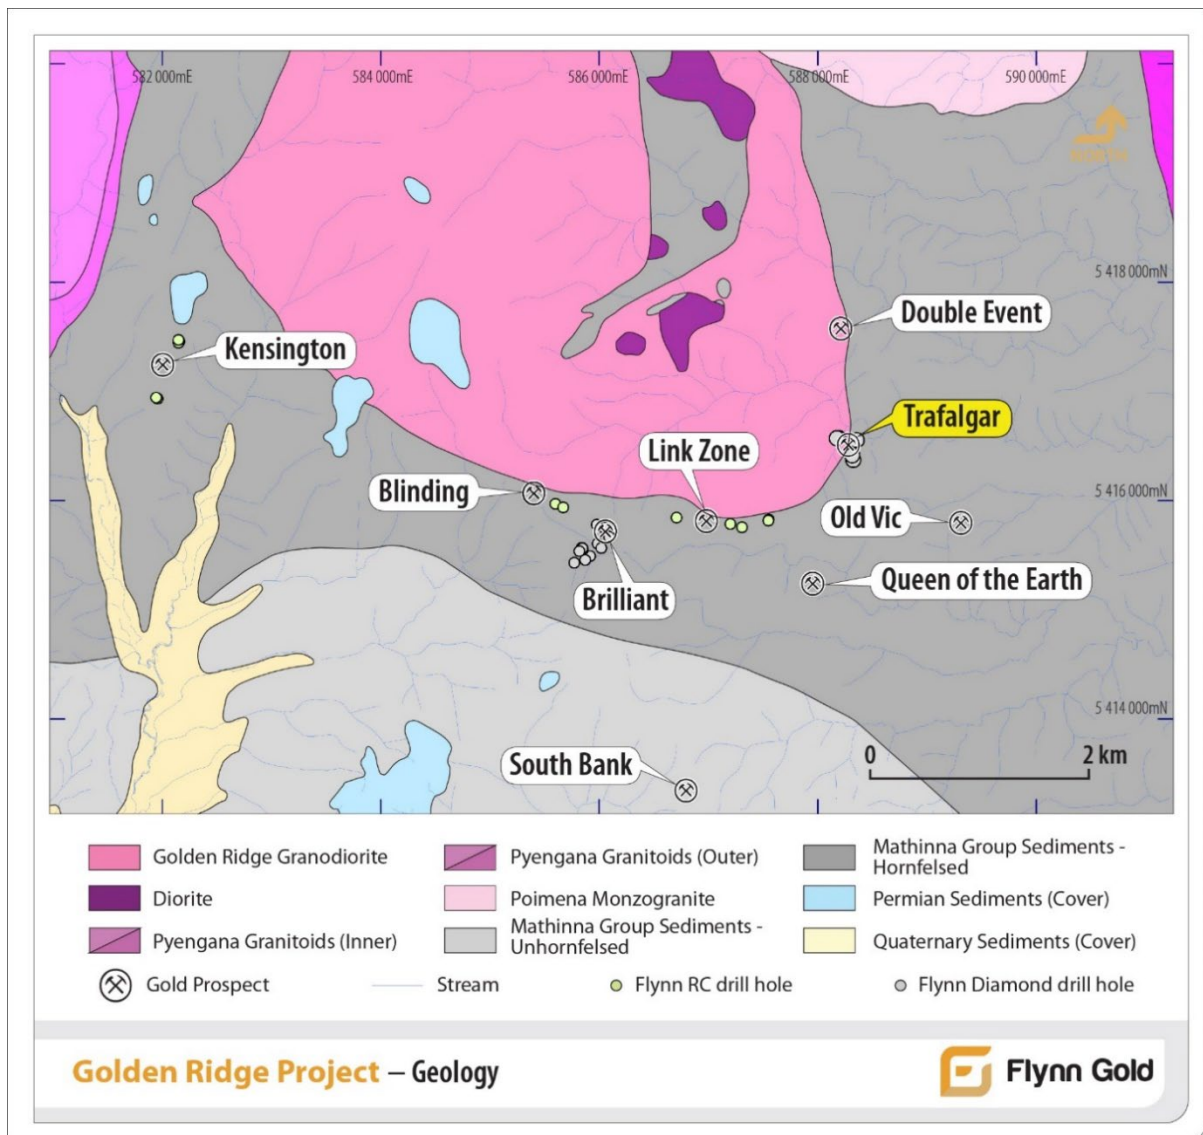 582 000mE
584 000mE
586 000mE
588 000mE
590 000mE
5 418 000mN
Double Event
Kensington
Trafalgar
Link Zone
Blinding
5 416 000mN
Old Vic
Queen of the Earth
Brilliant
5 414 000mN
South Bank
0
2 km
Golden Ridge Granodiorite
Pyengana Granitoids (Outer)
Mathinna Group Sediments -
Hornfelsed
Diorite
Poimena Monzogranite
Permian Sediments (Cover)
Pyengana Granitoids (Inner)
Mathinna Group Sediments -
Unhornfelsed
Quaternary Sediments (Cover)
Gold Prospect
Stream
Flynn RC drill hole
Flynn Diamond drill hole
Golden Ridge Project – Geology
Flynn Gold